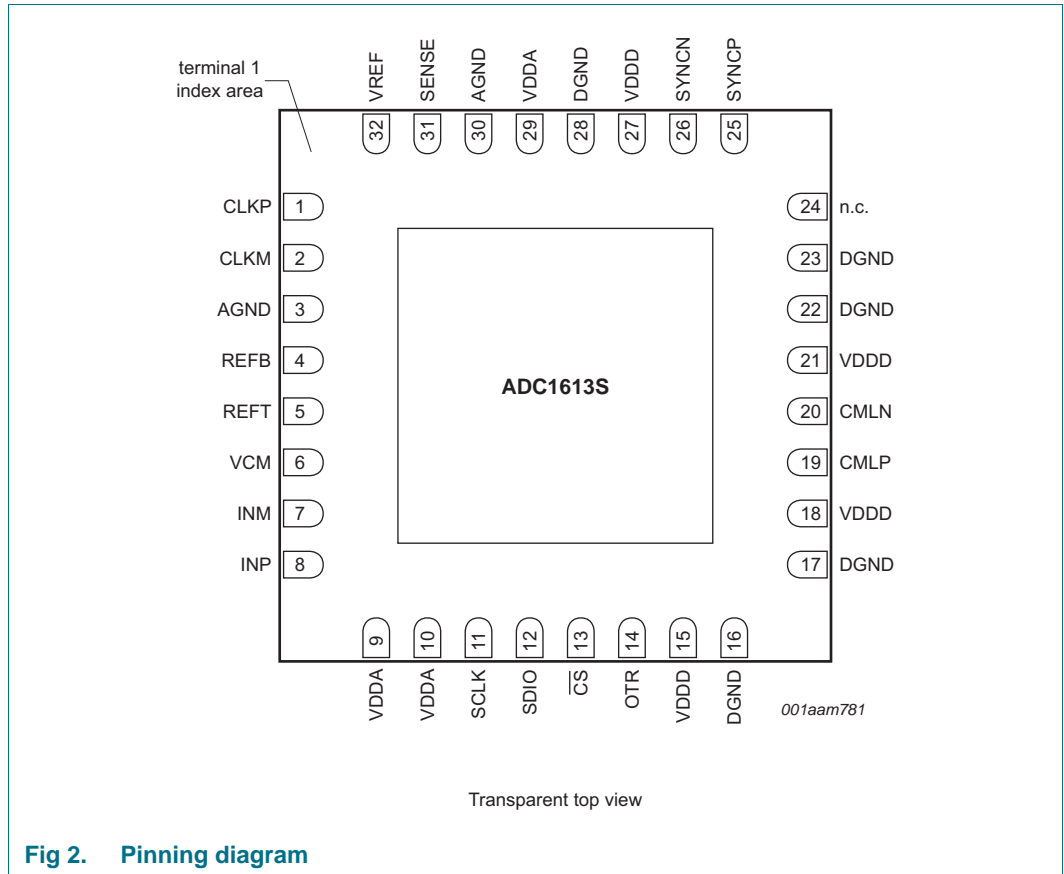 terminal 1
index area
VREF
SENSE
AGND
VDDA
DGND
VDDD
SYNCN
SYNCP
32
31
30
29
28
27
26
25
CLKP 1
CLKM 2
AGND 3
REFB 4
REFT 5
VCM 6
INM 7
INP 8
ADC1613S
24 n.c.
23 DGND
22 DGND
21 VDDD
20 CMLN
19 CMLP
18 VDDD
17 DGND
9
10
11
12
13
14
15
16
VDDA
VDDA
SCLK
SDIO
C̅S̅
OTR
VDDD
DGND
001aam781
Transparent top view
Fig 2. Pinning diagram